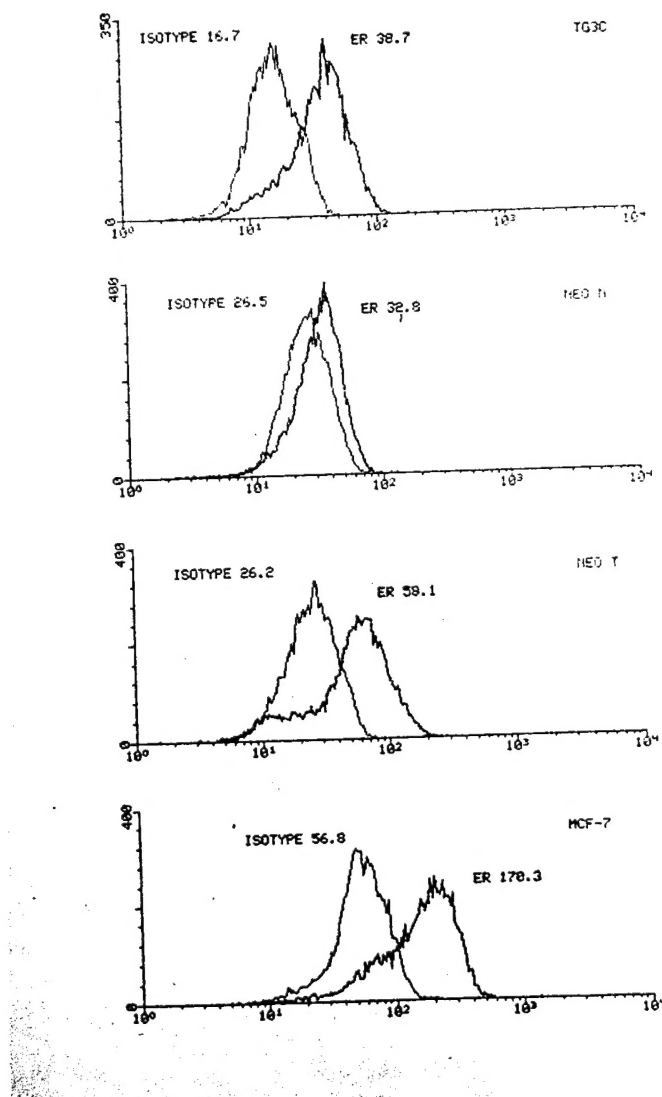 350
ISOTYPE 16.7
ER 38.7
TG3C
0
10⁰
10¹
10²
10³
10⁴
400
ISOTYPE 26.5
ER 32.8
NEO N
0
10⁰
10¹
10²
10³
10⁴
400
ISOTYPE 26.2
ER 58.1
NEO T
0
10⁰
10¹
10²
10³
10⁴
400
ISOTYPE 56.8
ER 170.3
MCF-7
0
10⁰
10¹
10²
10³